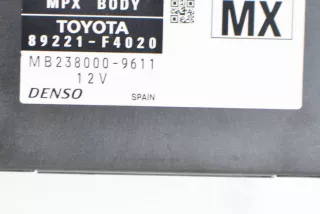 MPX BODY
TOYOTA
89221-F4020
MB238000-9611
12V
DENSO
SPAIN
MX